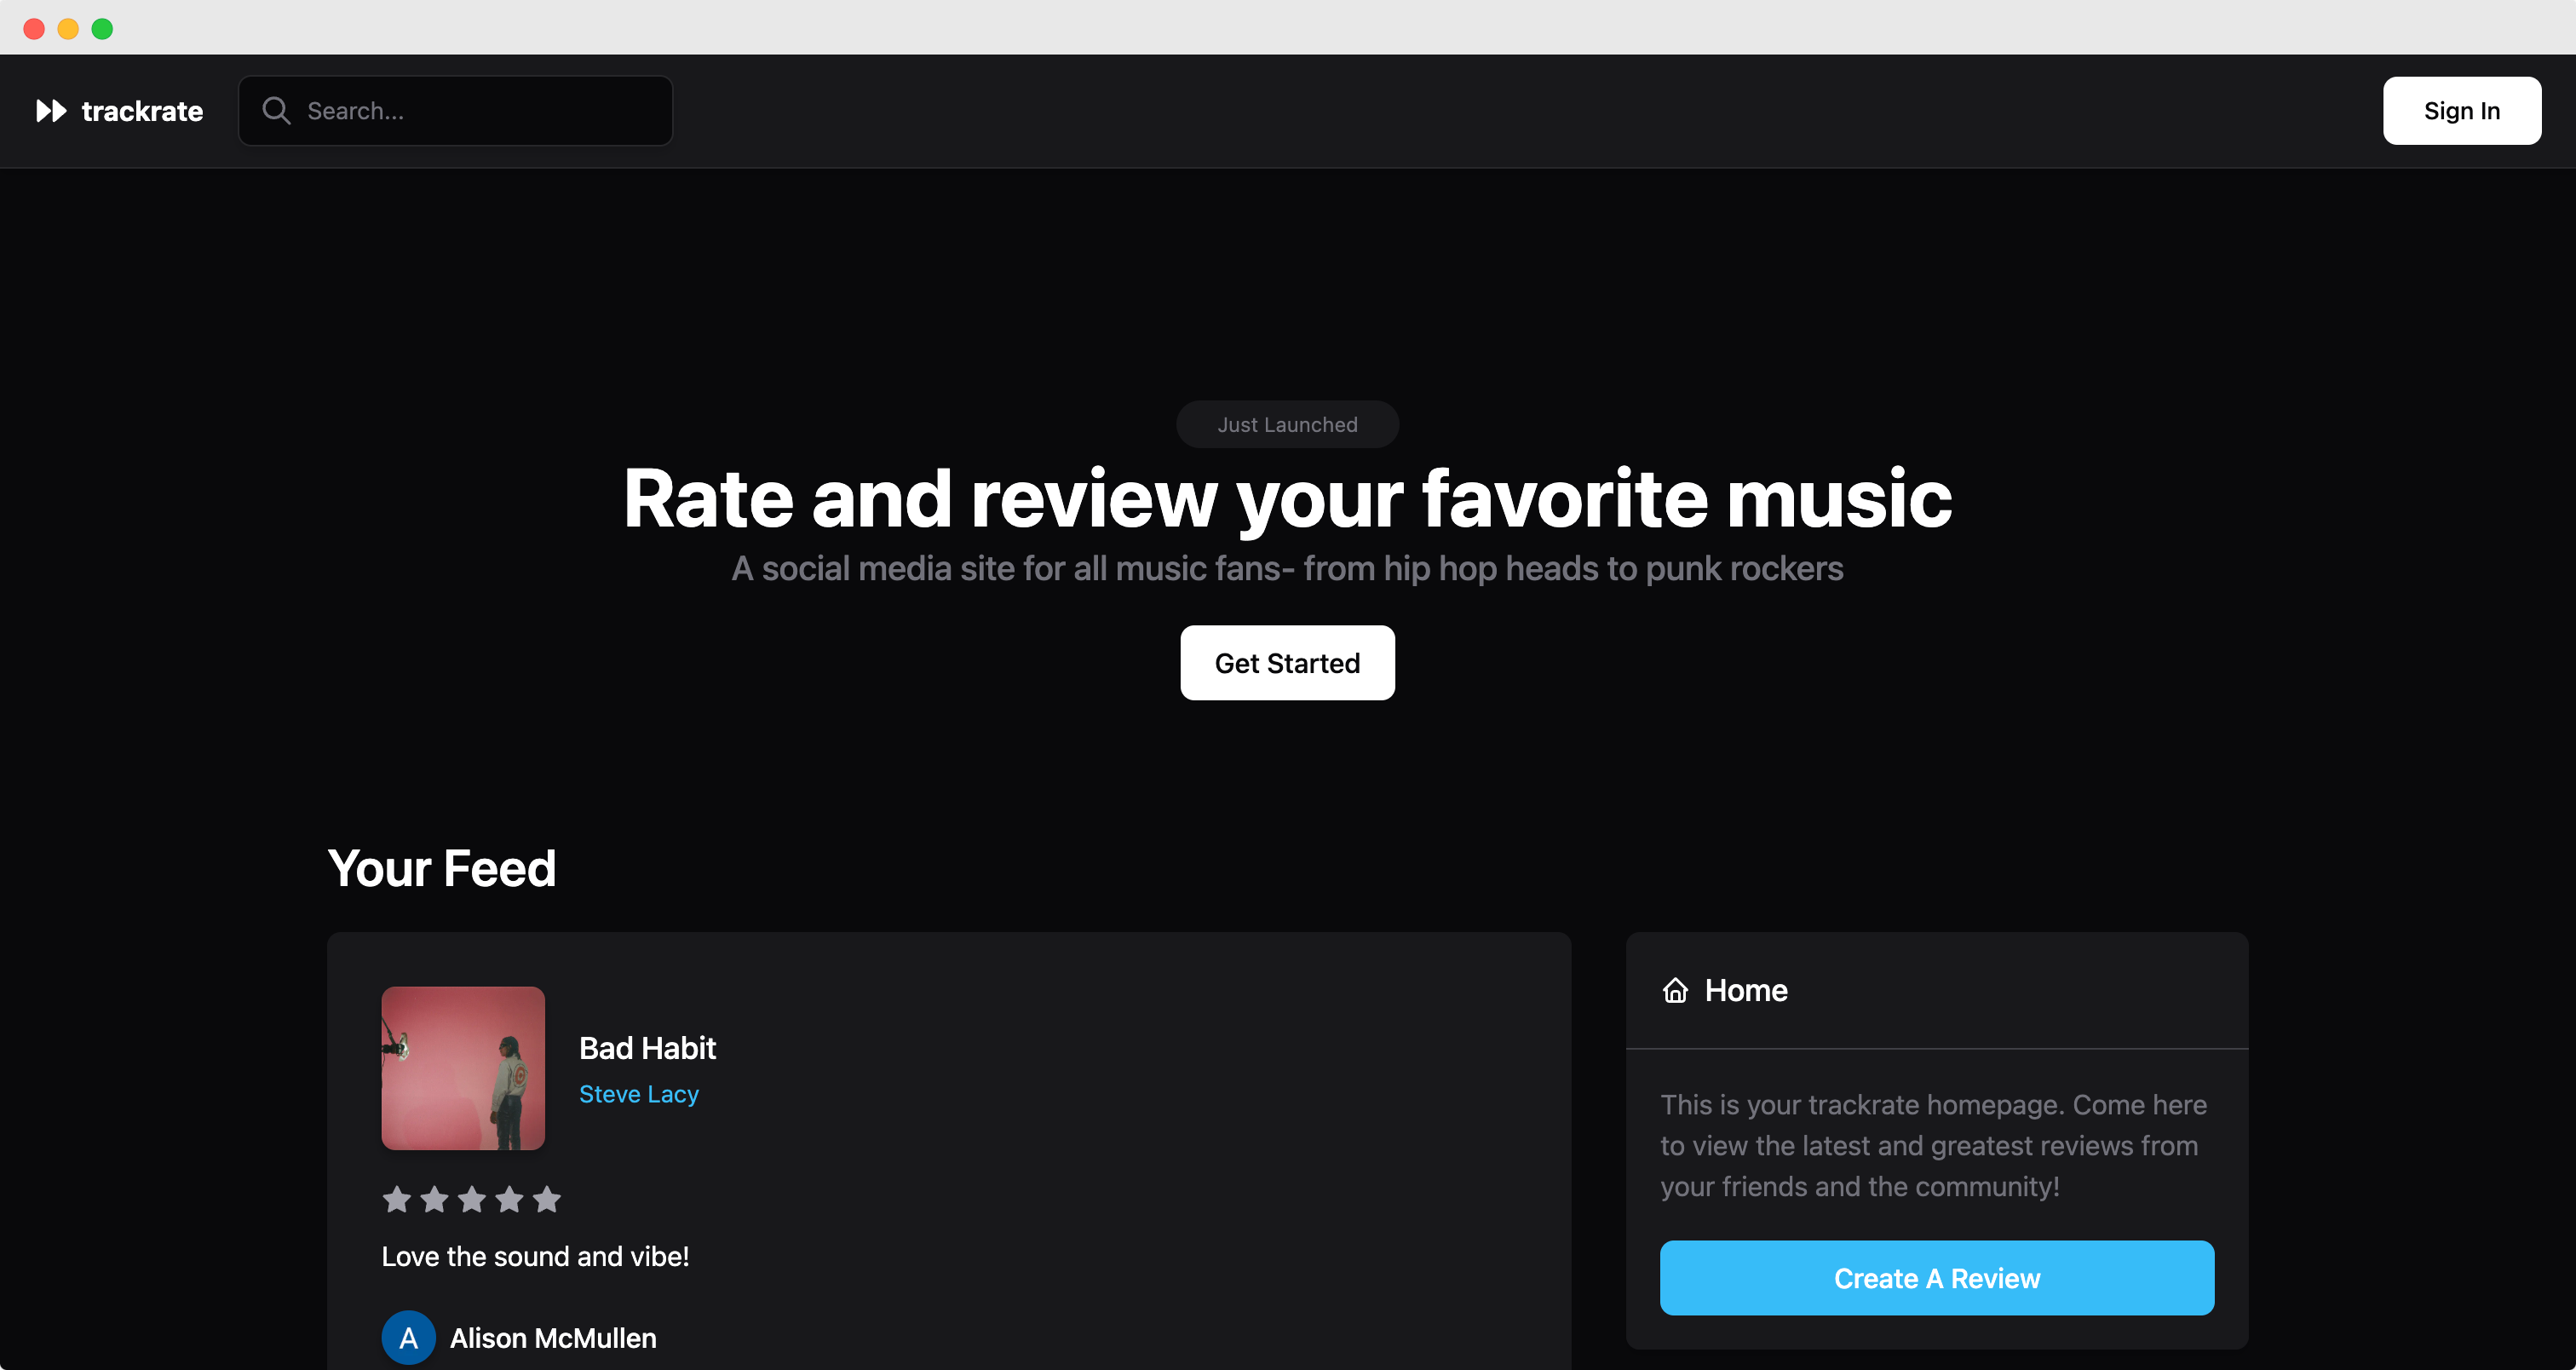 trackrate
Search...
Sign In
Just Launched
Rate and review your favorite music
A social media site for all music fans- from hip hop heads to punk rockers
Get Started
Your Feed
Bad Habit
Steve Lacy
Love the sound and vibe!
A Alison McMullen
Home
This is your trackrate homepage. Come here
to view the latest and greatest reviews from
your friends and the community!
Create A Review